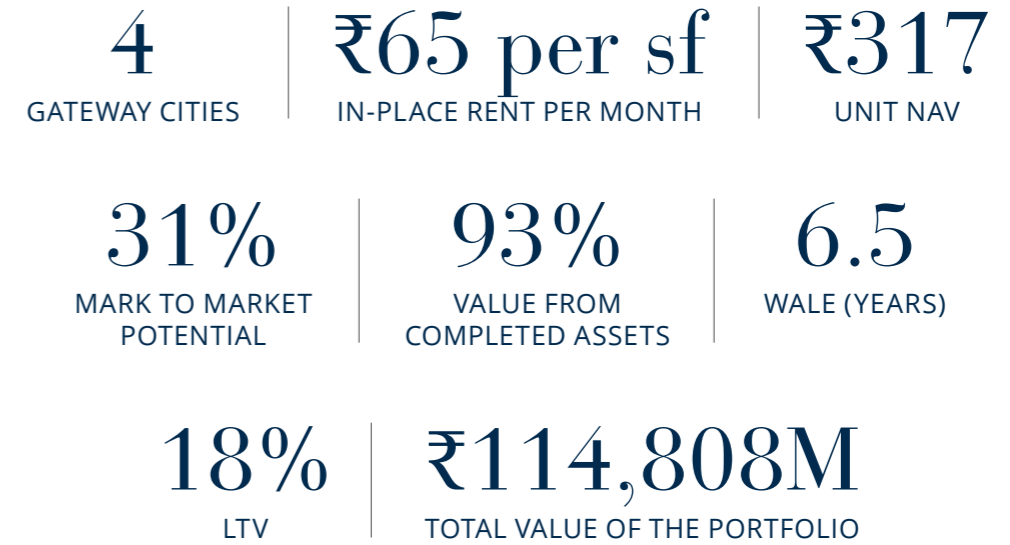 4
GATEWAY CITIES
₹65 per sf
IN-PLACE RENT PER MONTH
₹317
UNIT NAV
31%
MARK TO MARKET
POTENTIAL
93%
VALUE FROM
COMPLETED ASSETS
6.5
WALE (YEARS)
18%
LTV
₹114,808M
TOTAL VALUE OF THE PORTFOLIO